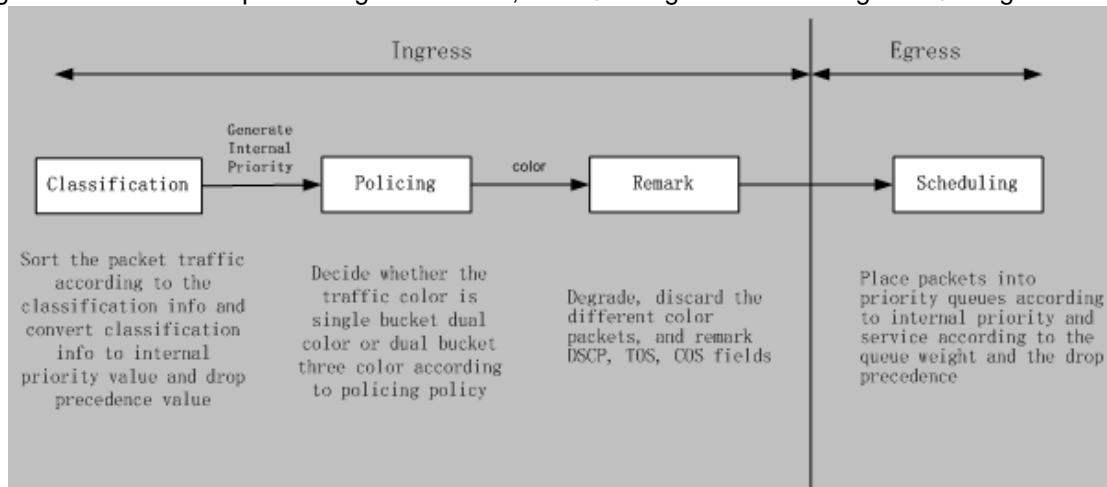 Ingress
Egress
Generate
Internal
Priority
color
Classification
Policing
Remark
Scheduling
Sort the packet traffic
according to the
classification info and
convert classification
info to internal
priority value and drop
precedence value
Decide whether the
traffic color is
single bucket dual
color or dual bucket
three color according
to policing policy
Degrade, discard the
different color
packets, and remark
DSCP, TOS, COS fields
Place packets into
priority queues according
to internal priority and
service according to the
queue weight and the drop
precedence